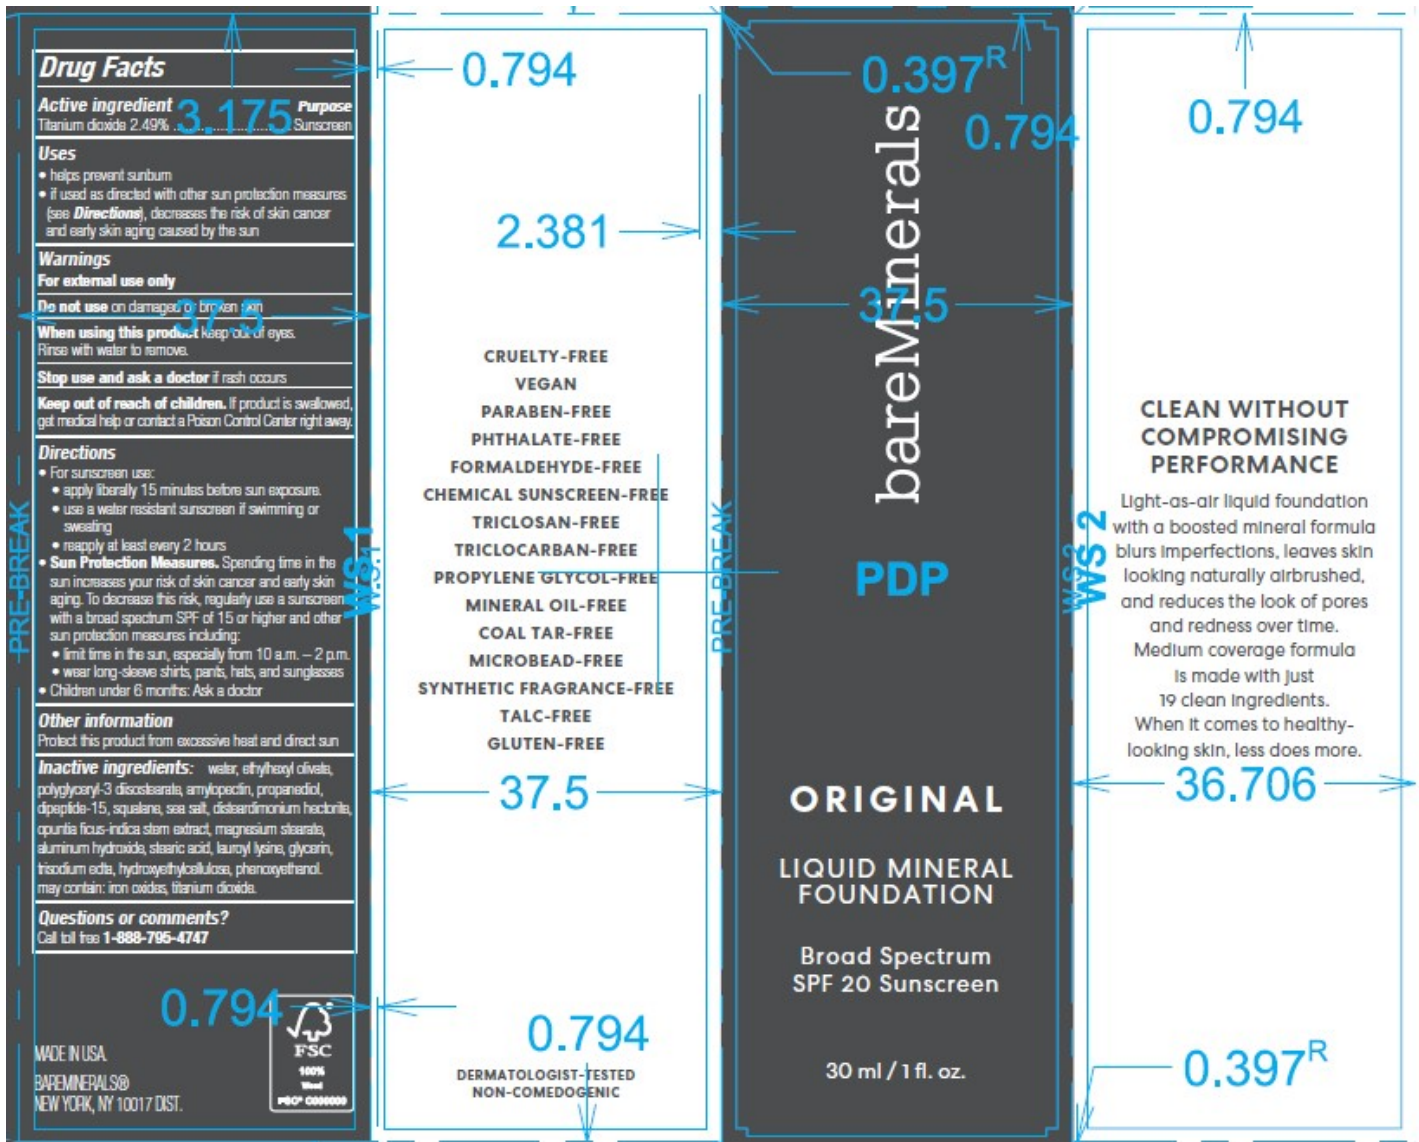 Drug Facts
Active ingredient Purpose
Titanium dioxide 2.49% ........................ Sunscreen
3.175
Uses
• helps prevent sunburn
• if used as directed with other sun protection measures
(see Directions), decreases the risk of skin cancer
and early skin aging caused by the sun
Warnings
For external use only
Do not use on damaged or broken skin
37.5
When using this product keep out of eyes.
Rinse with water to remove.
Stop use and ask a doctor if rash occurs
Keep out of reach of children. If product is swallowed,
get medical help or contact a Poison Control Center right away.
Directions
• For sunscreen use:
• apply liberally 15 minutes before sun exposure.
• use a water resistant sunscreen if swimming or
sweating
• reapply at least every 2 hours
• Sun Protection Measures. Spending time in the
sun increases your risk of skin cancer and early skin
aging. To decrease this risk, regularly use a sunscreen
with a broad spectrum SPF of 15 or higher and other
sun protection measures including:
• limit time in the sun, especially from 10 a.m. – 2 p.m.
• wear long-sleeve shirts, pants, hats, and sunglasses
• Children under 6 months: Ask a doctor
Other information
Protect this product from excessive heat and direct sun
Inactive ingredients: water, ethylhexyl olivate,
polyglyceryl-3 diisostearate, amylopectin, propanediol,
dipeptide-15, squalane, sea salt, disteardimonium hectorite,
opuntia ficus-indica stem extract, magnesium stearate,
aluminum hydroxide, stearic acid, lauroyl lysine, glycerin,
trisodium edta, hydroxyethylcellulose, phenoxyethanol.
may contain: iron oxides, titanium dioxide.
Questions or comments?
Call toll free 1-888-795-4747
0.794
MADE IN USA.
BAREMINERALS®
NEW YORK, NY 10017 DIST.
FSC
100%
Wood
FSC® C000000
PRE-BREAK
WS 1
W.S.1
0.794
2.381
CRUELTY-FREE
VEGAN
PARABEN-FREE
PHTHALATE-FREE
FORMALDEHYDE-FREE
CHEMICAL SUNSCREEN-FREE
TRICLOSAN-FREE
TRICLOCARBAN-FREE
PROPYLENE GLYCOL-FREE
MINERAL OIL-FREE
COAL TAR-FREE
MICROBEAD-FREE
SYNTHETIC FRAGRANCE-FREE
TALC-FREE
GLUTEN-FREE
37.5
0.794
DERMATOLOGIST-TESTED
NON-COMEDOGENIC
PRE-BREAK
0.397R
0.794
bareMinerals
37.5
PDP
ORIGINAL
LIQUID MINERAL
FOUNDATION
Broad Spectrum
SPF 20 Sunscreen
30 ml / 1 fl. oz.
W.S.2
WS 2
0.794
CLEAN WITHOUT
COMPROMISING
PERFORMANCE
Light-as-air liquid foundation
with a boosted mineral formula
blurs imperfections, leaves skin
looking naturally airbrushed,
and reduces the look of pores
and redness over time.
Medium coverage formula
is made with just
19 clean ingredients.
When it comes to healthy-
looking skin, less does more.
36.706
0.397R